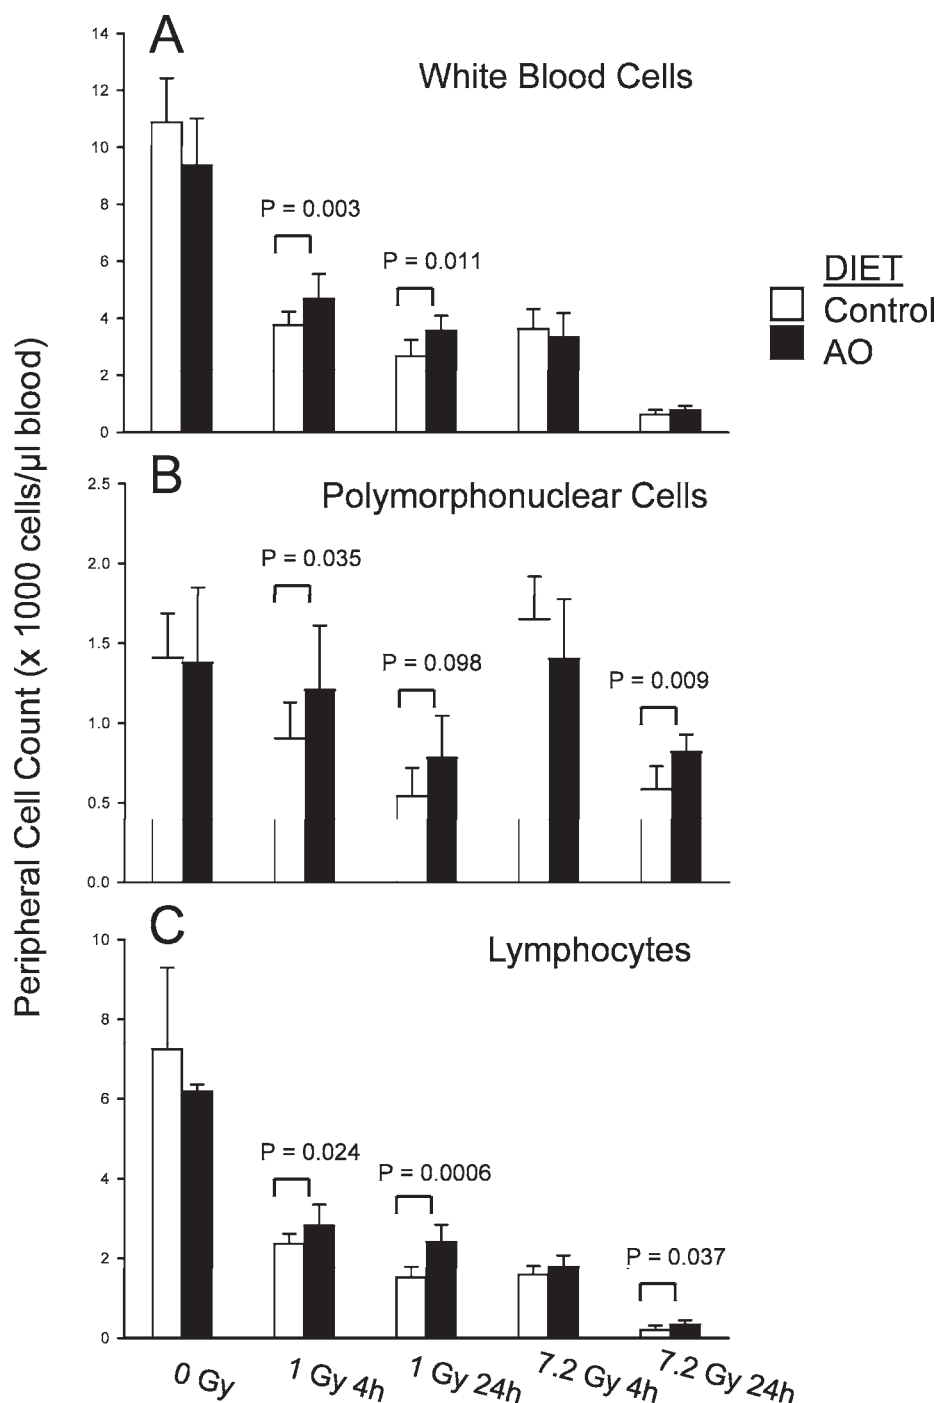 A
White Blood Cells
14
12
10
8
6
4
2
0
P = 0.003
P = 0.011
DIET
Control
AO
Peripheral Cell Count (x 1000 cells/µl blood)
B
Polymorphonuclear Cells
2.5
2.0
1.5
1.0
0.5
0.0
P = 0.035
P = 0.098
P = 0.009
C
Lymphocytes
10
8
6
4
2
0
P = 0.024
P = 0.0006
P = 0.037
0 Gy
1 Gy 4h
1 Gy 24h
7.2 Gy 4h
7.2 Gy 24h